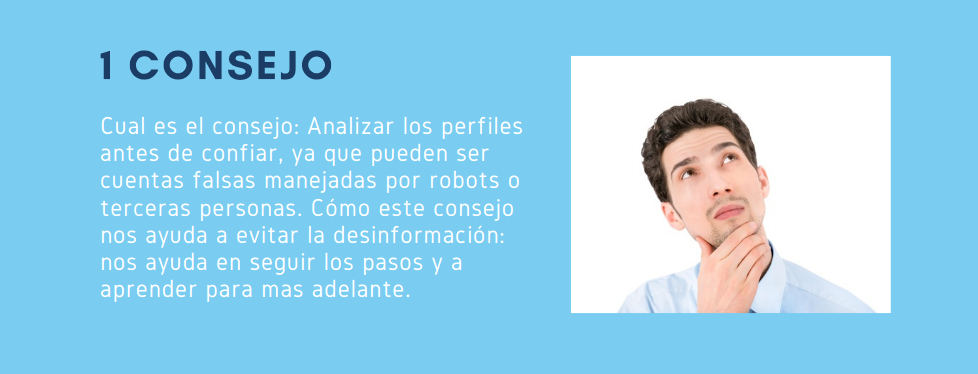 1 CONSEJO
Cual es el consejo: Analizar los perfiles
antes de confiar, ya que pueden ser
cuentas falsas manejadas por robots o
terceras personas. Cómo este consejo
nos ayuda a evitar la desinformación:
nos ayuda en seguir los pasos y a
aprender para mas adelante.